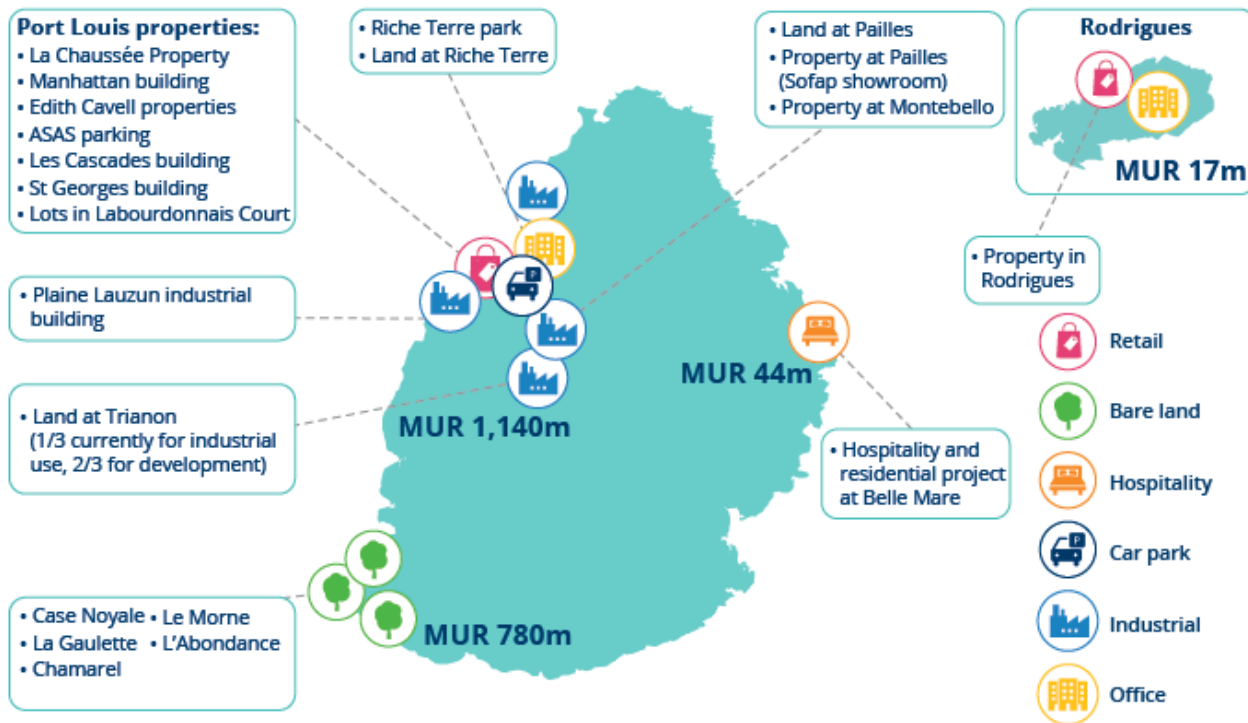 Port Louis properties:
• La Chaussée Property
• Manhattan building
• Edith Cavell properties
• ASAS parking
• Les Cascades building
• St Georges building
• Lots in Labourdonnais Court
• Riche Terre park
• Land at Riche Terre
• Land at Pailles
• Property at Pailles
(Sofap showroom)
• Property at Montebello
Rodrigues
MUR 17m
• Property in
Rodrigues
• Plaine Lauzun industrial
building
• Land at Trianon
(1/3 currently for industrial
use, 2/3 for development)
MUR 1,140m
MUR 44m
• Hospitality and
residential project
at Belle Mare
• Case Noyale • Le Morne
• La Gaulette • L’Abondance
• Chamarel
MUR 780m
P
Retail
Bare land
Hospitality
P
Car park
Industrial
Office